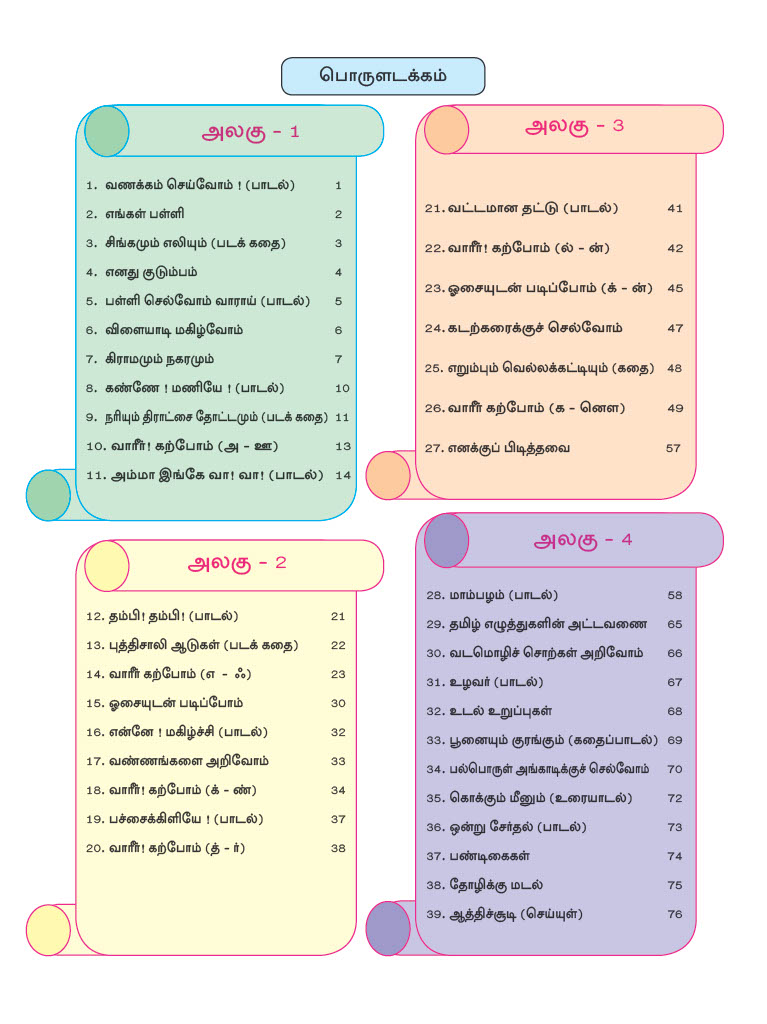 பொருளடக்கம்
அலகு - 1
1. வணக்கம் செய்வோம் ! (பாடல்) 1
2. எங்கள் பள்ளி 2
3. சிங்கமும் எலியும் (படக் கதை) 3
4. எனது குடும்பம் 4
5. பள்ளி செல்வோம் வாராய் (பாடல்) 5
6. விளையாடி மகிழ்வோம் 6
7. கிராமமும் நகரமும் 7
8. கண்ணே ! மணியே ! (பாடல்) 10
9. நரியும் திராட்சை தோட்டமும் (படக் கதை) 11
10. வாரீர்! கற்போம் (அ - ஊ) 13
11. அம்மா இங்கே வா! வா! (பாடல்) 14
அலகு - 2
12. தம்பி! தம்பி! (பாடல்) 21
13. புத்திசாலி ஆடுகள் (படக் கதை) 22
14. வாரீர் கற்போம் (எ - ஃ) 23
15. ஓசையுடன் படிப்போம் 30
16. என்னே ! மகிழ்ச்சி (பாடல்) 32
17. வண்ணங்களை அறிவோம் 33
18. வாரீர்! கற்போம் (க் - ண்) 34
19. பச்சைக்கிளியே ! (பாடல்) 37
20. வாரீர்! கற்போம் (த் - ர்) 38
அலகு - 3
21. வட்டமான தட்டு (பாடல்) 41
22. வாரீர்! கற்போம் (ல் - ன்) 42
23. ஓசையுடன் படிப்போம் (க் - ன்) 45
24. கடற்கரைக்குச் செல்வோம் 47
25. எறும்பும் வெல்லக்கட்டியும் (கதை) 48
26. வாரீர் கற்போம் (க - னௌ) 49
27. எனக்குப் பிடித்தவை 57
அலகு - 4
28. மாம்பழம் (பாடல்) 58
29. தமிழ் எழுத்துகளின் அட்டவணை 65
30. வடமொழிச் சொற்கள் அறிவோம் 66
31. உழவர் (பாடல்) 67
32. உடல் உறுப்புகள் 68
33. பூனையும் குரங்கும் (கதைப்பாடல்) 69
34. பல்பொருள் அங்காடிக்குச் செல்வோம் 70
35. கொக்கும் மீனும் (உரையாடல்) 72
36. ஒன்று சேர்தல் (பாடல்) 73
37. பண்டிகைகள் 74
38. தோழிக்கு மடல் 75
39. ஆத்திச்சூடி (செய்யுள்) 76